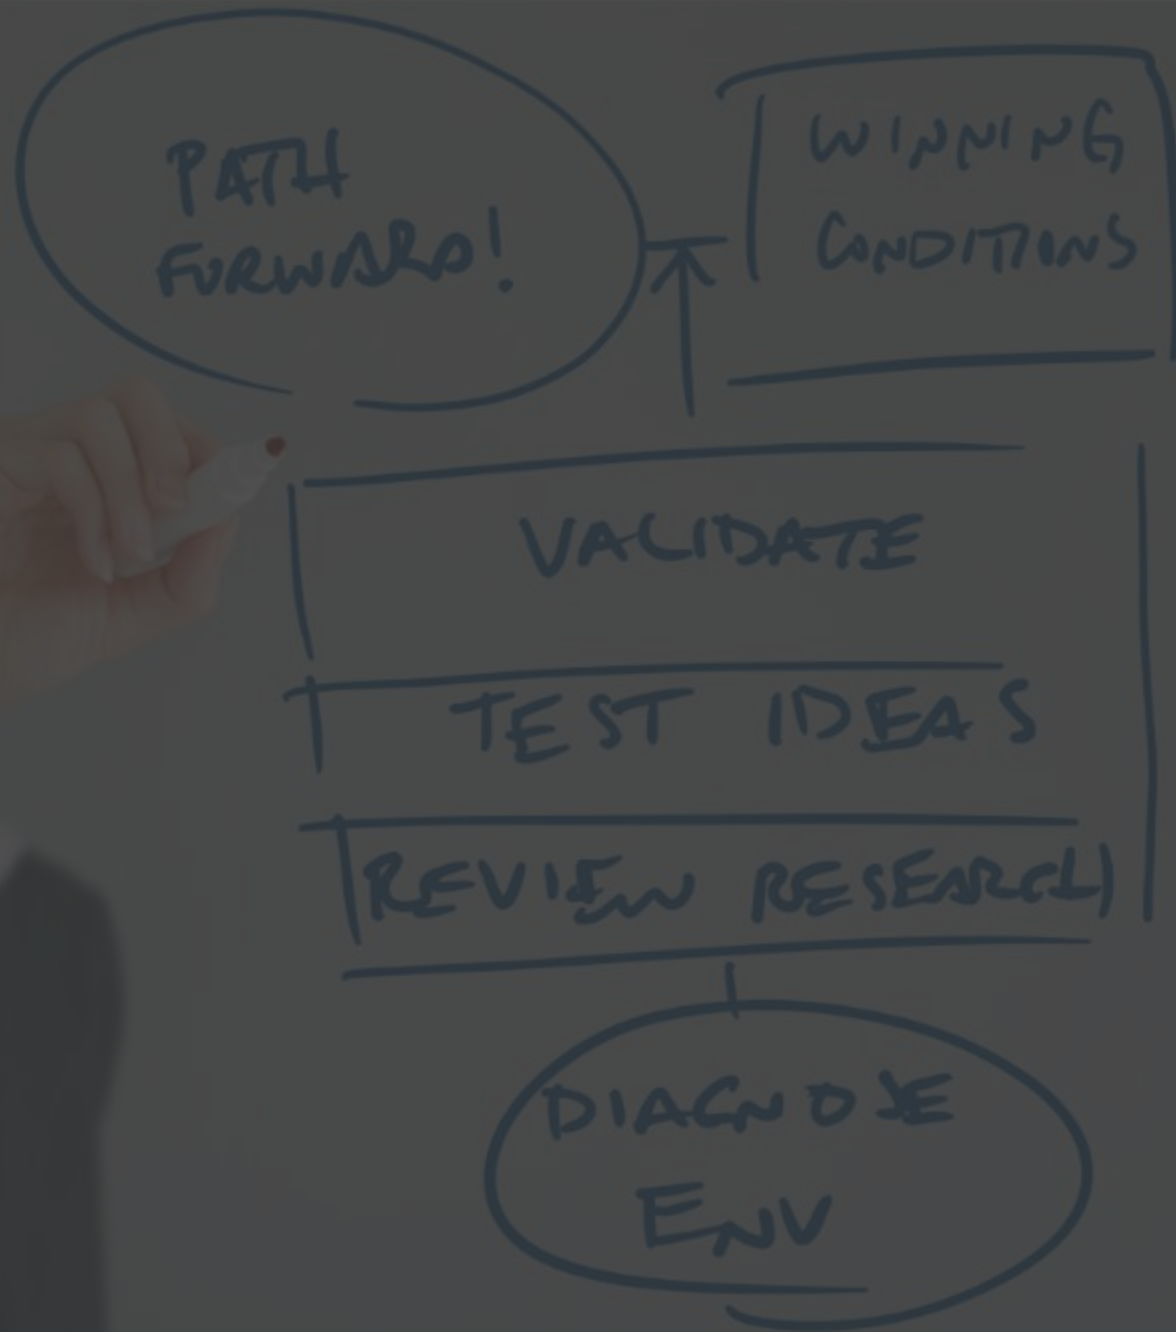 PATH
FORWARD!
WINNING
CONDITIONS
VALIDATE
TEST IDEAS
REVIEW RESEARCH
DIAGNOSE
ENV